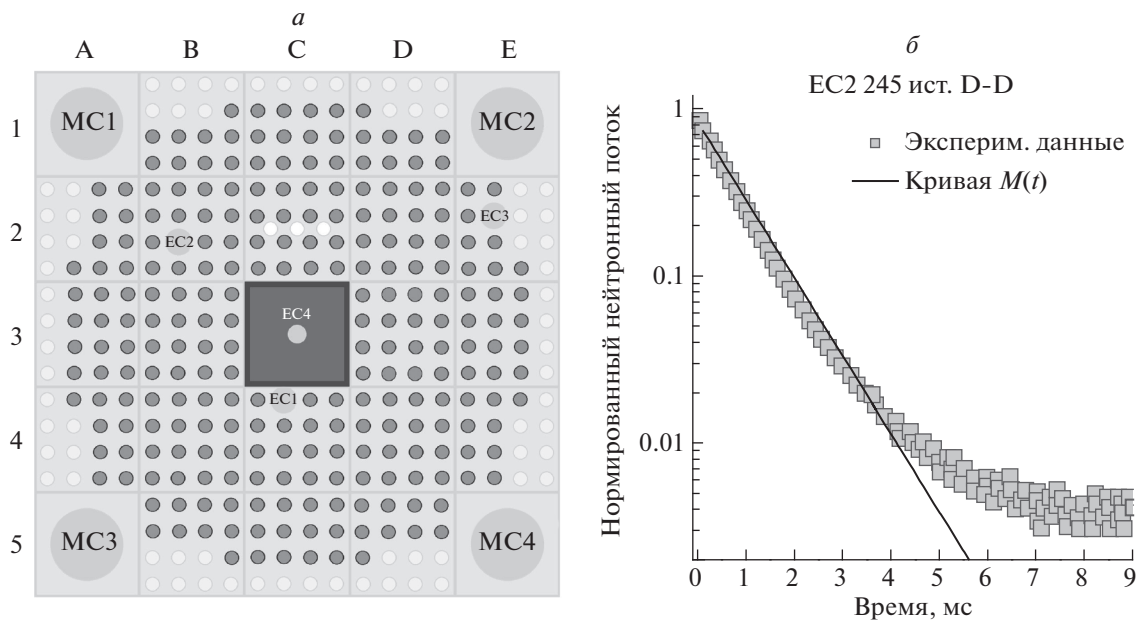 а
A B C D E
1
2
3
4
5
MC1
MC2
EC2
EC3
EC4
EC1
MC3
MC4
б
EC2 245 ист. D-D
Эксперим. данные
Кривая M(t)
Нормированный нейтронный поток
1
0.1
0.01
0 1 2 3 4 5 6 7 8 9
Время, мс